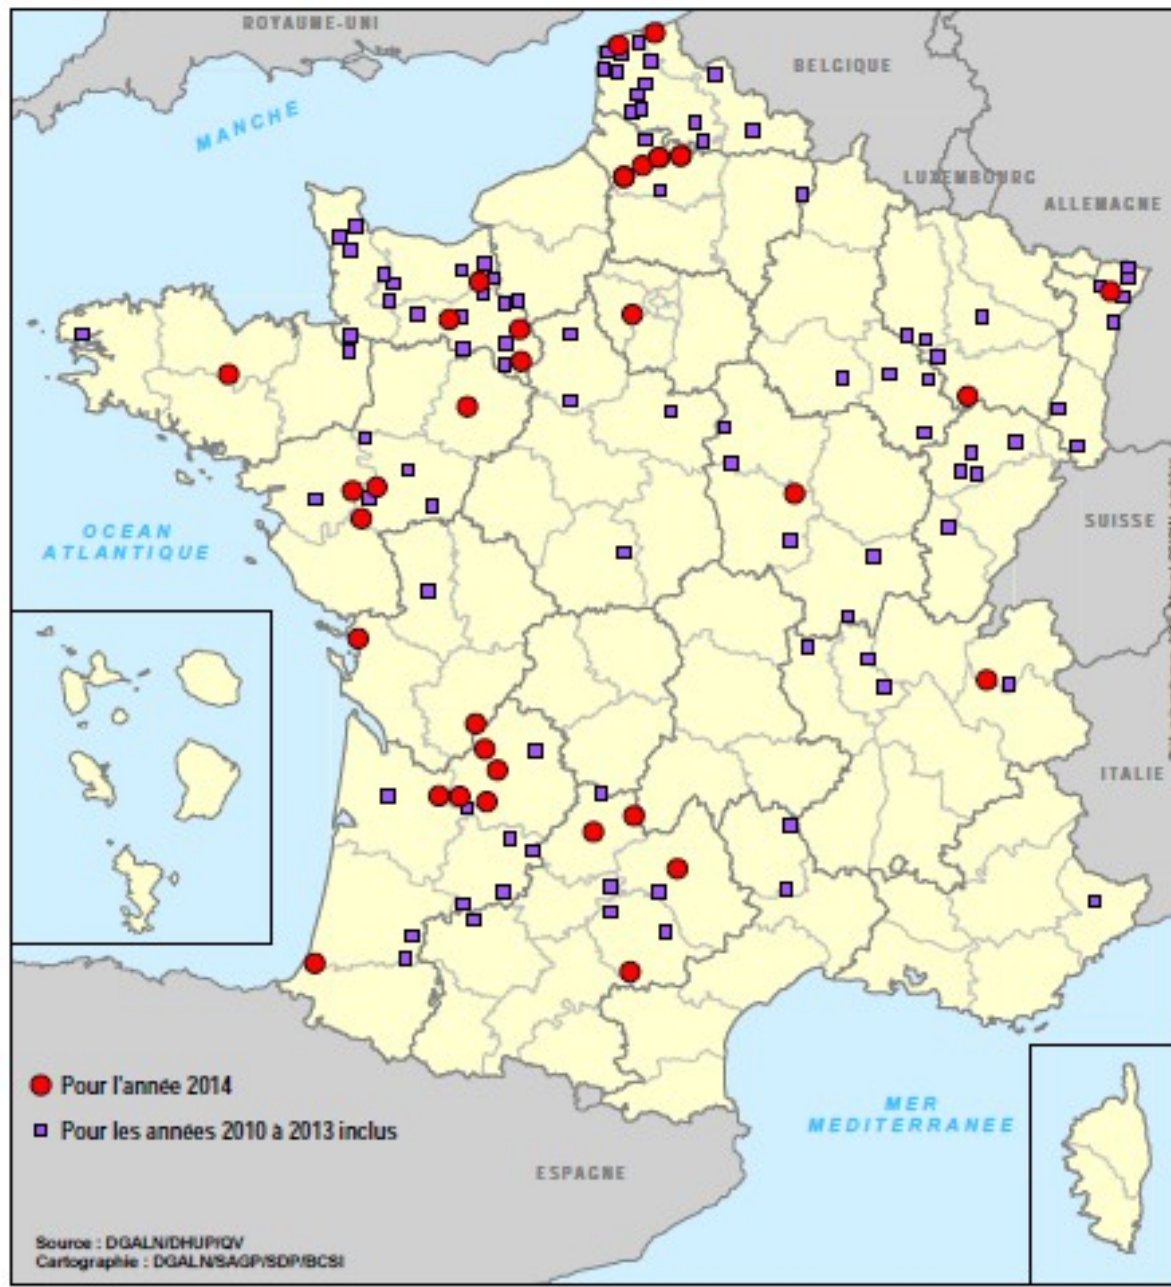 ROYAUME-UNI
BELGIQUE
MANCHE
LUXEMBOURG
ALLEMAGNE
OCEAN
ATLANTIQUE
SUISSE
ITALIE
Pour l'année 2014
Pour les années 2010 à 2013 inclus
MER
MEDITERRANEE
ESPAGNE
Source : DGALN/DHUP/QV
Cartographie : DGALN/SAGP/SDP/BCSI